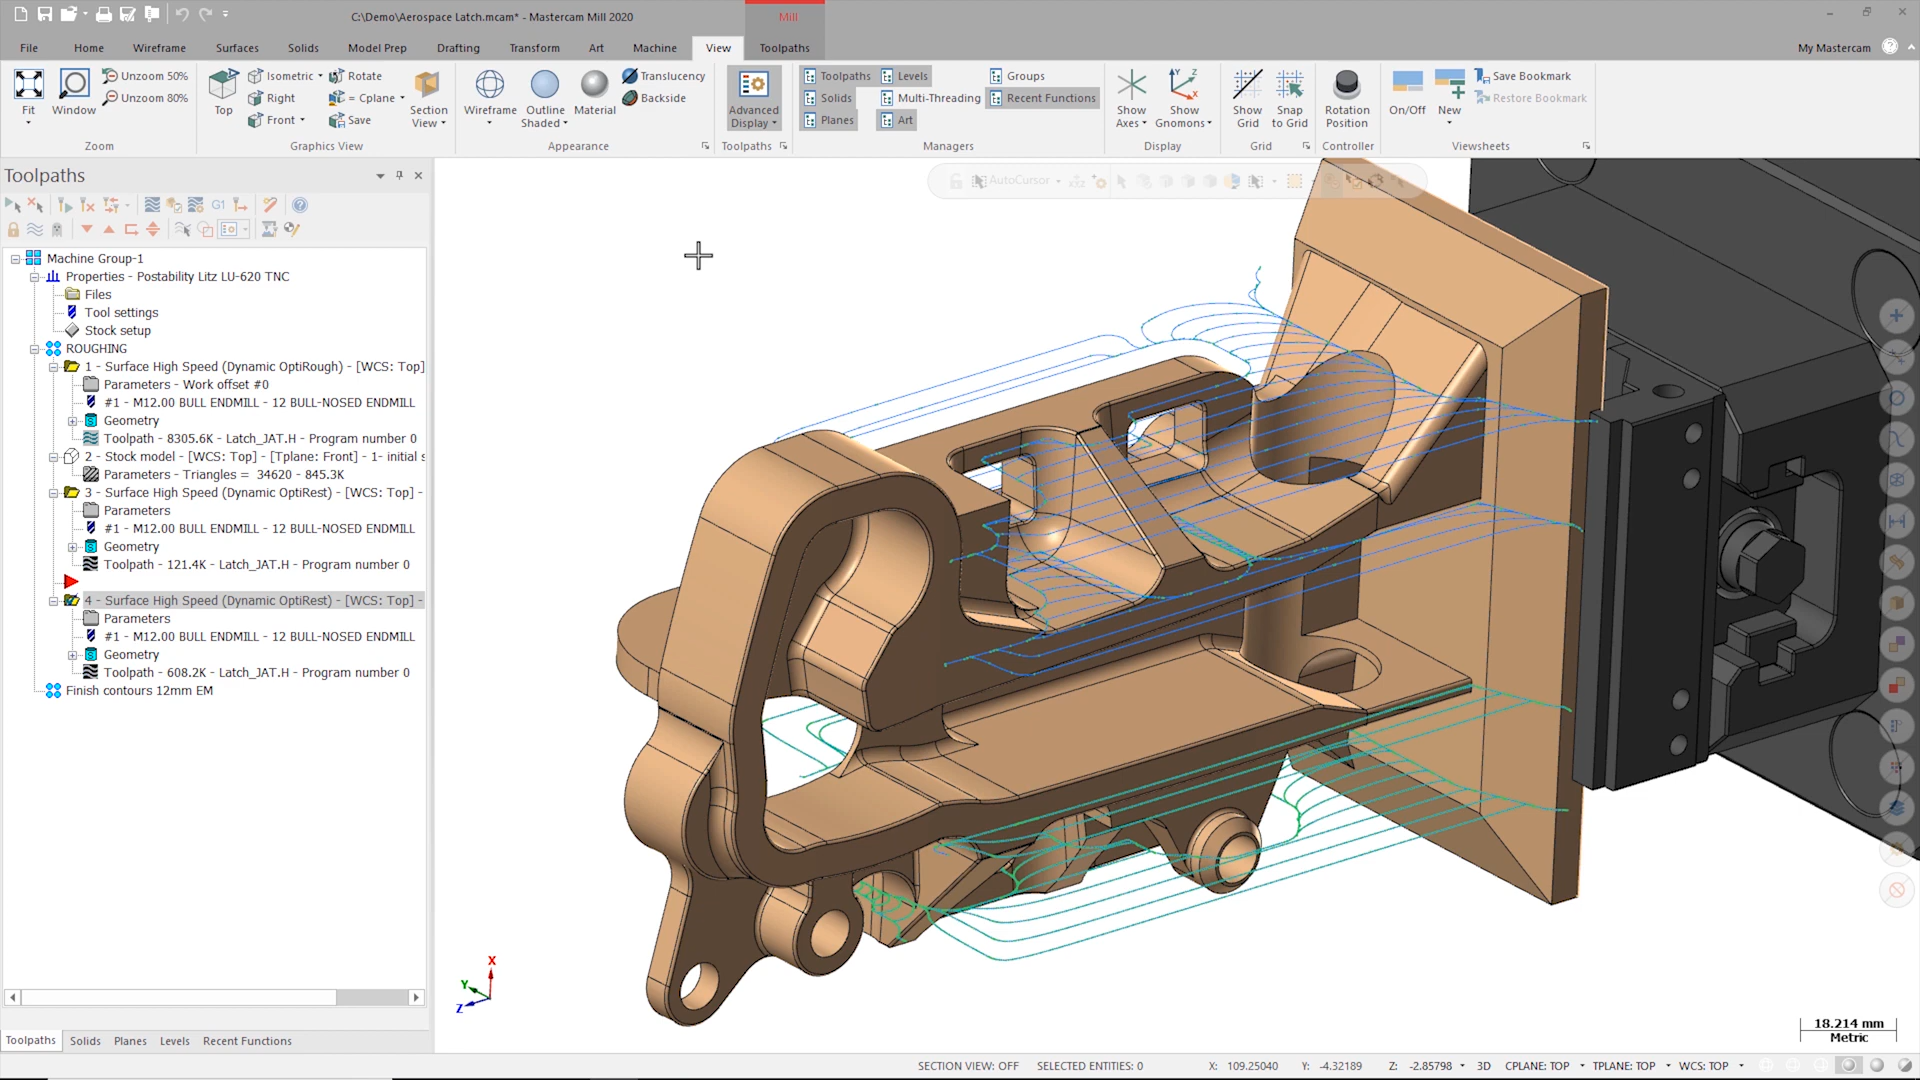 C:\Demo\Aerospace Latch.mcam* - Mastercam Mill 2020
Mill
File Home Wireframe Surfaces Solids Model Prep Drafting Transform Art Machine View Toolpaths My Mastercam
Fit
Window
Unzoom 50%
Unzoom 80%
Zoom
Top
Isometric
Right
Front
Rotate
= Cplane
Save
Section View
Graphics View
Wireframe
Outline Shaded
Material
Translucency
Backside
Appearance
Advanced Display
Toolpaths
Toolpaths
Solids
Planes
Levels
Multi-Threading
Art
Groups
Recent Functions
Managers
Show Axes
Show Gnomons
Display
Show Grid
Snap to Grid
Grid
Rotation Position
Controller
On/Off
New
Save Bookmark
Restore Bookmark
Viewsheets
Toolpaths
G1
AutoCursor
Machine Group-1
Properties - Postability Litz LU-620 TNC
Files
Tool settings
Stock setup
ROUGHING
1 - Surface High Speed (Dynamic OptiRough) - [WCS: Top]
Parameters - Work offset #0
#1 - M12.00 BULL ENDMILL - 12 BULL-NOSED ENDMILL
Geometry
Toolpath - 8305.6K - Latch_JAT.H - Program number 0
2 - Stock model - [WCS: Top] - [Tplane: Front] - 1- initial s
Parameters - Triangles = 34620 - 845.3K
3 - Surface High Speed (Dynamic OptiRest) - [WCS: Top] -
Parameters
#1 - M12.00 BULL ENDMILL - 12 BULL-NOSED ENDMILL
Geometry
Toolpath - 121.4K - Latch_JAT.H - Program number 0
4 - Surface High Speed (Dynamic OptiRest) - [WCS: Top] -
Parameters
#1 - M12.00 BULL ENDMILL - 12 BULL-NOSED ENDMILL
Geometry
Toolpath - 608.2K - Latch_JAT.H - Program number 0
Finish contours 12mm EM
X
Y
Z
18.214 mm
Metric
Toolpaths Solids Planes Levels Recent Functions
SECTION VIEW: OFF SELECTED ENTITIES: 0 X: 109.25040 Y: -4.32189 Z: -2.85798 3D CPLANE: TOP TPLANE: TOP WCS: TOP